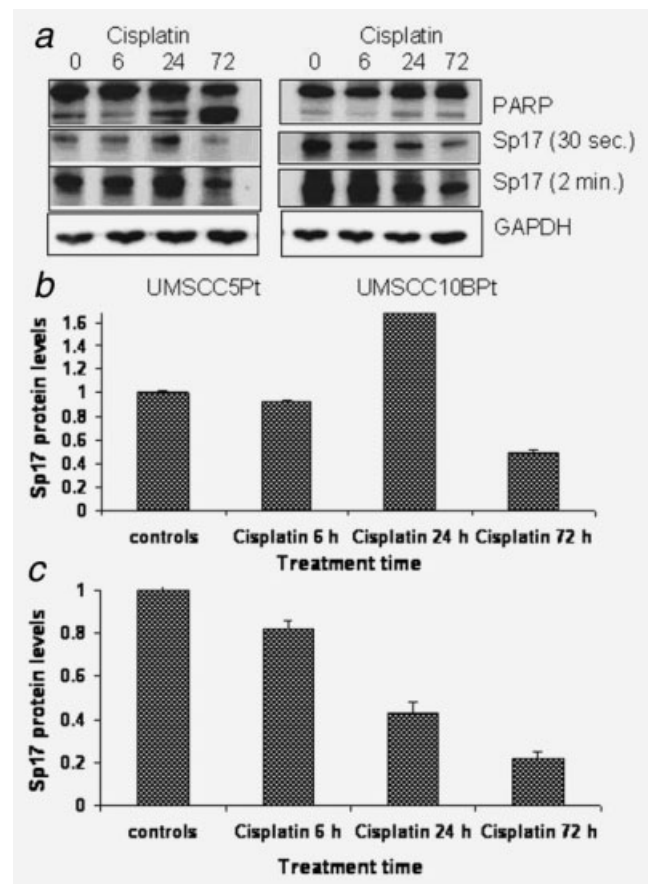 a
Cisplatin Cisplatin
0 6 24 72 0 6 24 72
PARP
Sp17 (30 sec.)
Sp17 (2 min.)
GAPDH
UMSCC5Pt UMSCC10BPt
b
Sp17 protein levels
1.6
1.4
1.2
1
0.8
0.6
0.4
0.2
0
controls Cisplatin 6 h Cisplatin 24 h Cisplatin 72 h
Treatment time
c
Sp17 protein levels
1
0.8
0.6
0.4
0.2
0
controls Cisplatin 6 h Cisplatin 24 h Cisplatin 72 h
Treatment time